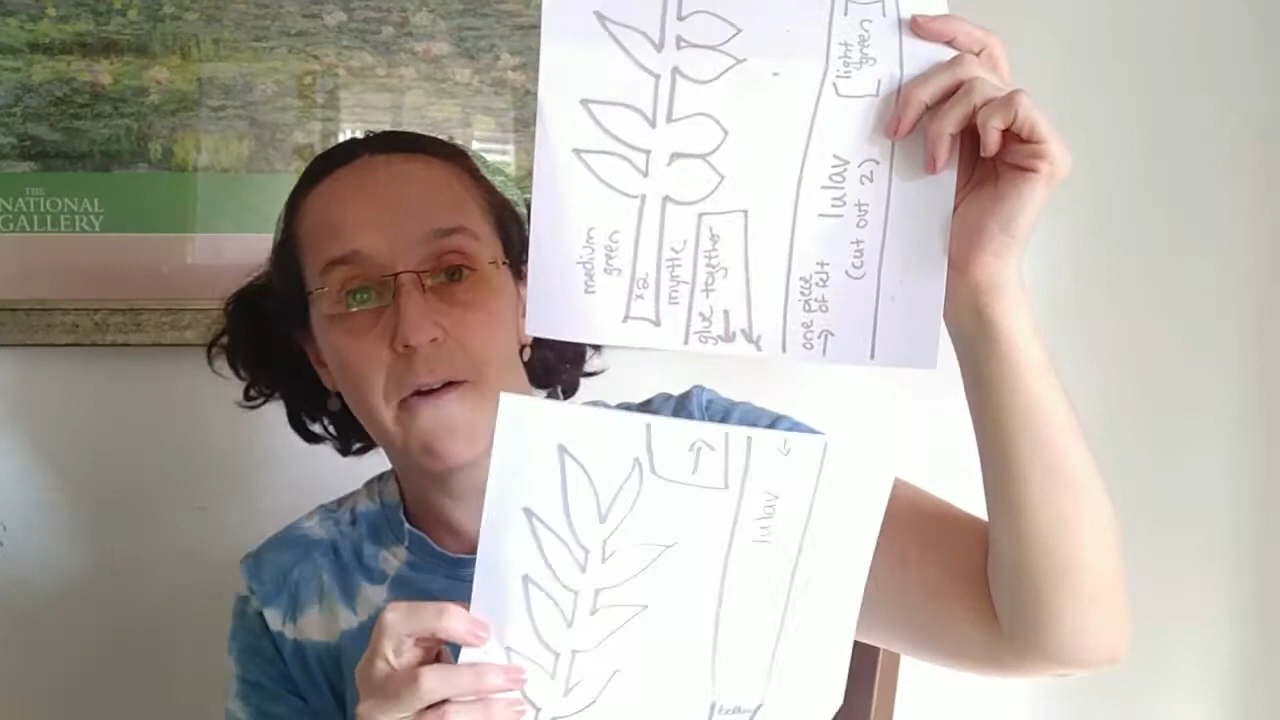 THE
NATIONAL
GALLERY
medium
green
x2
myrtle
glue together
one piece
→ of felt
lulav
(cut out 2)
[light
green]
lulav